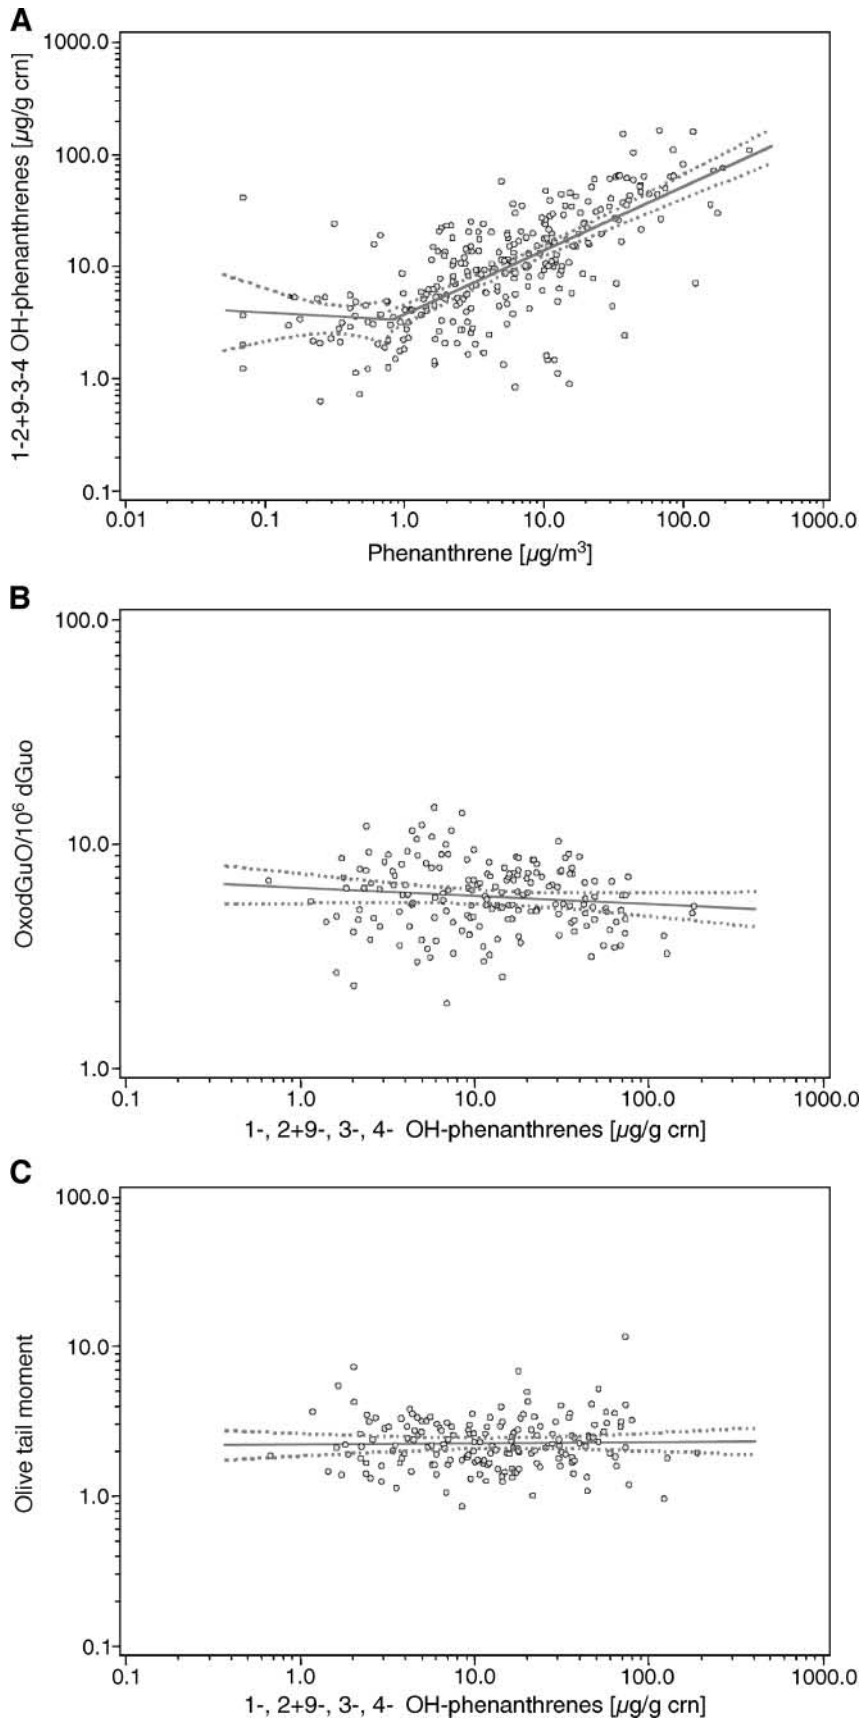 A
1000.0
100.0
10.0
1.0
0.1
1-2+9-3-4 OH-phenanthrenes [µg/g crn]
0.01 0.1 1.0 10.0 100.0 1000.0
Phenanthrene [µg/m³]
B
100.0
10.0
1.0
OxodGuO/10⁶ dGuo
0.1 1.0 10.0 100.0 1000.0
1-, 2+9-, 3-, 4- OH-phenanthrenes [µg/g crn]
C
100.0
10.0
1.0
0.1
Olive tail moment
0.1 1.0 10.0 100.0 1000.0
1-, 2+9-, 3-, 4- OH-phenanthrenes [µg/g crn]